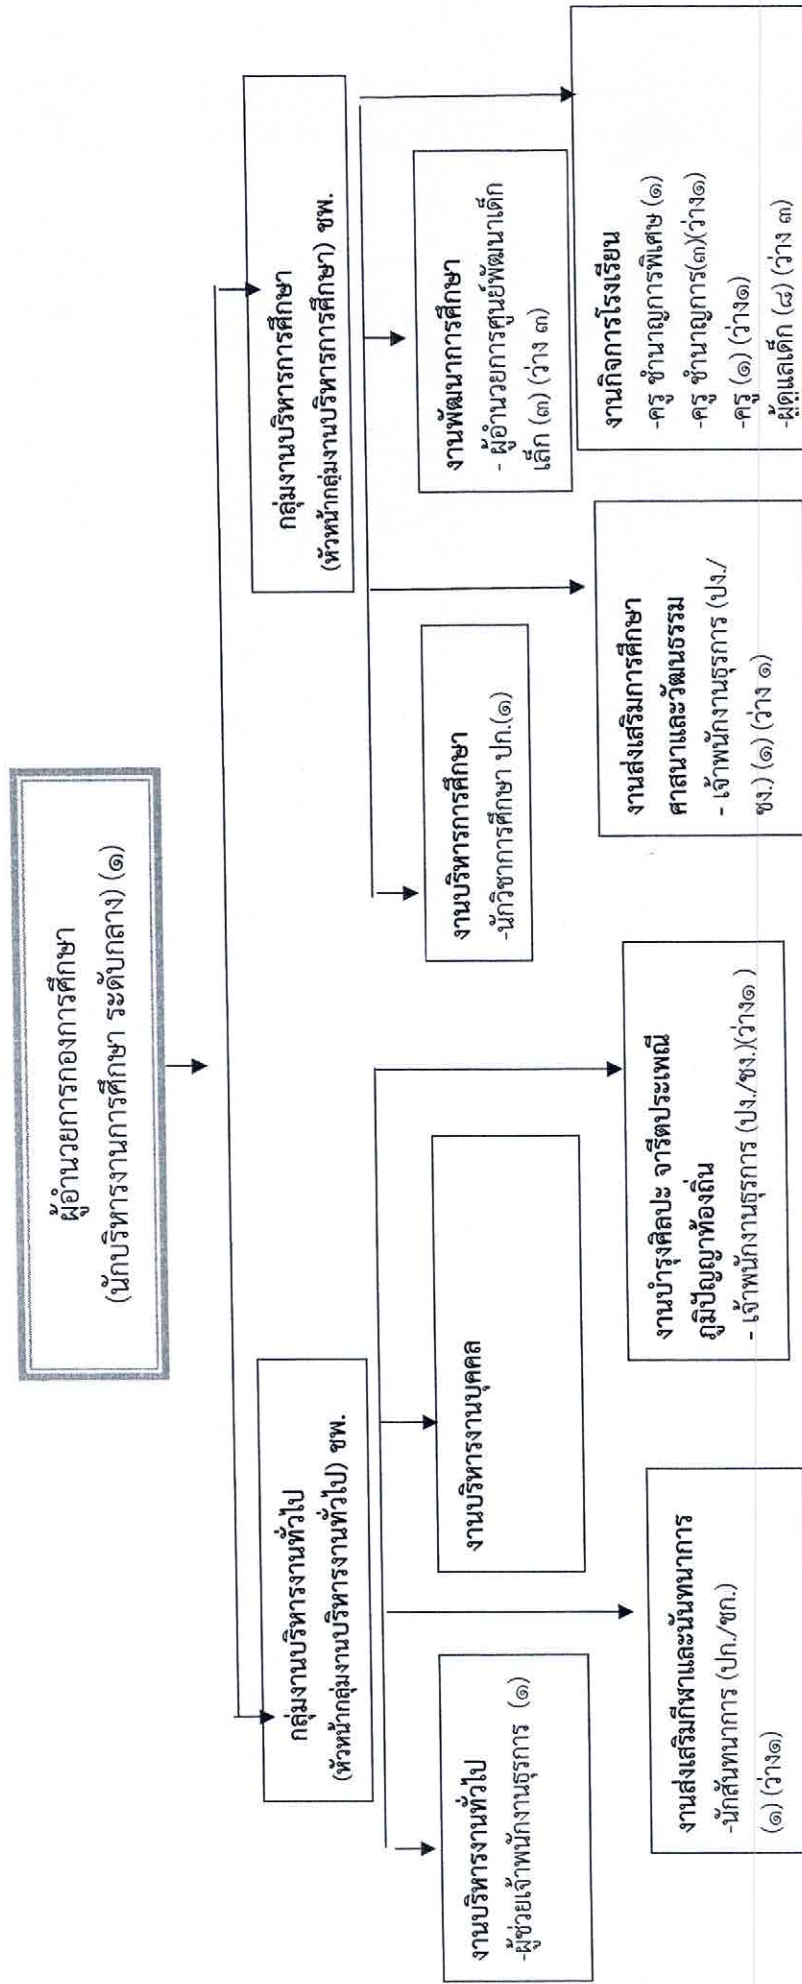 ผู้อำนวยการกองการศึกษา
(นักบริหารงานการศึกษา ระดับกลาง) (๑)
กลุ่มงานบริหารงานทั่วไป
(หัวหน้ากลุ่มงานบริหารงานทั่วไป) ชพ.
กลุ่มงานบริหารการศึกษา
(หัวหน้ากลุ่มงานบริหารการศึกษา) ชพ.
งานบริหารงานทั่วไป
-ผู้ช่วยเจ้าพนักงานธุรการ (๑)
งานบริหารงานบุคคล
งานบริหารการศึกษา
-นักวิชาการศึกษา ปก.(๑)
งานพัฒนาการศึกษา
- ผู้อำนวยการศูนย์พัฒนาเด็ก
เล็ก (๓) (ว่าง ๓)
งานส่งเสริมกีฬาและนันทนาการ
-นักสันทนาการ (ปก./ชก.)
(๑) (ว่าง๑)
งานบำรุงศิลปะ จารีตประเพณี
ภูมิปัญญาท้องถิ่น
- เจ้าพนักงานธุรการ (ปง./ชง.)(ว่าง๑ )
งานส่งเสริมการศึกษา
ศาสนาและวัฒนธรรม
- เจ้าพนักงานธุรการ (ปง./
ชง.) (๑) (ว่าง ๑)
งานกิจการโรงเรียน
-ครู ชำนาญการพิเศษ (๑)
-ครู ชำนาญการ(๓)(ว่าง๑)
-ครู (๑) (ว่าง๑)
-ผู้ดูแลเด็ก (๘) (ว่าง ๓)